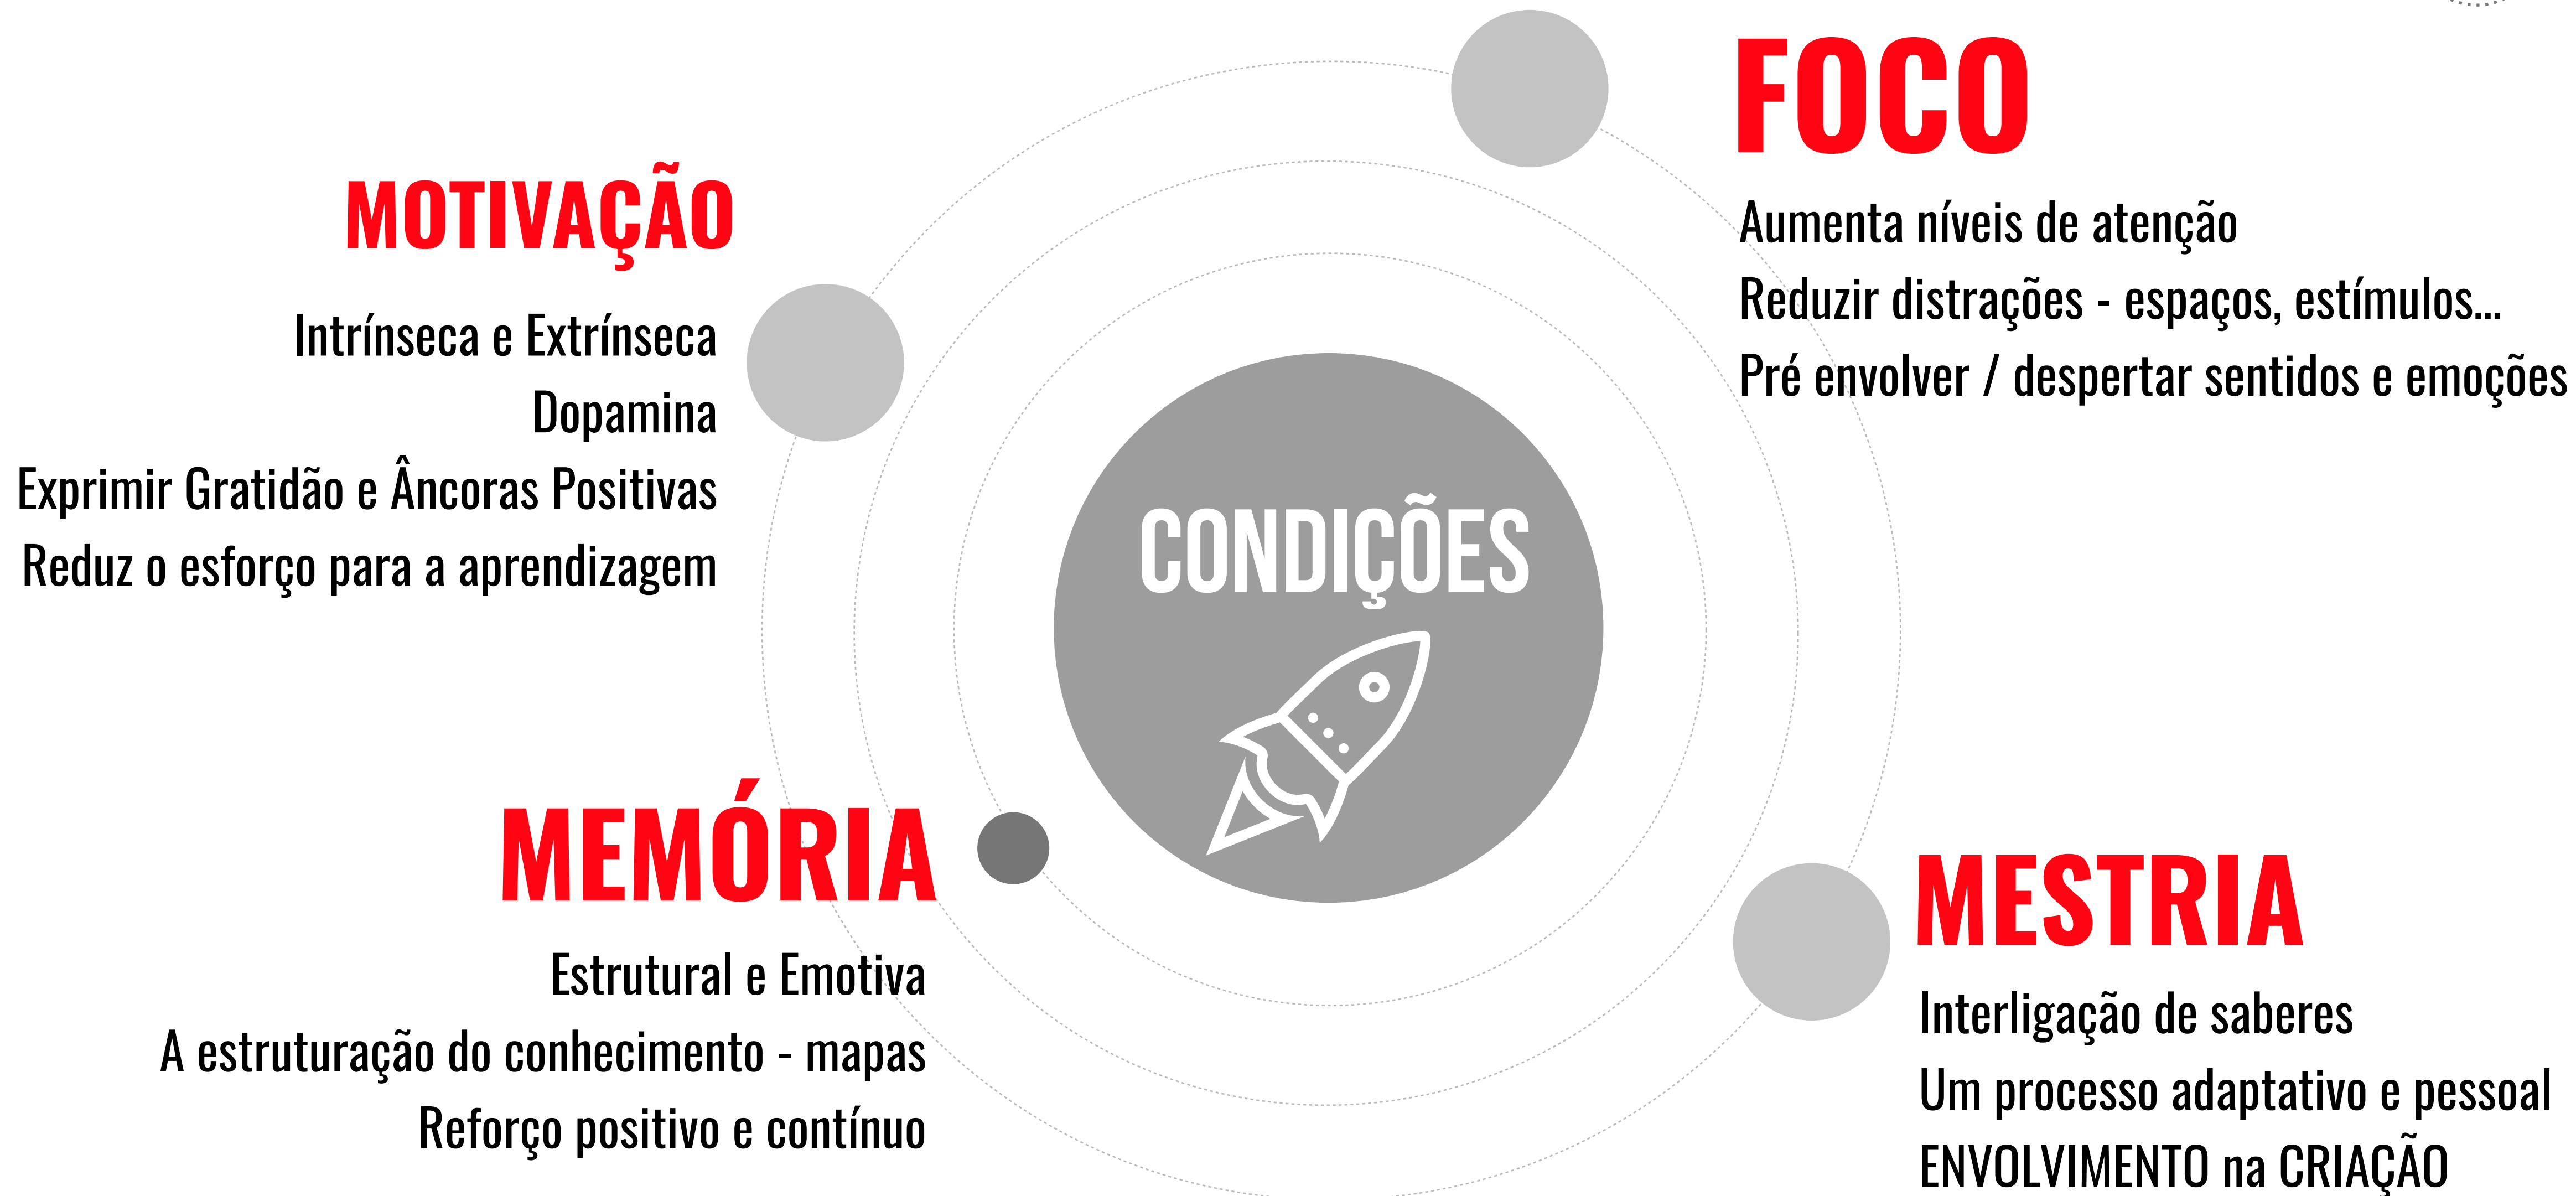 MOTIVAÇÃO
Intrínseca e Extrínseca
Dopamina
Exprimir Gratidão e Âncoras Positivas
Reduz o esforço para a aprendizagem
FOCO
Aumenta níveis de atenção
Reduzir distrações - espaços, estímulos...
Pré envolver / despertar sentidos e emoções
CONDIÇÕES
MEMÓRIA
Estrutural e Emotiva
A estruturação do conhecimento - mapas
Reforço positivo e contínuo
MESTRIA
Interligação de saberes
Um processo adaptativo e pessoal
ENVOLVIMENTO na CRIAÇÃO